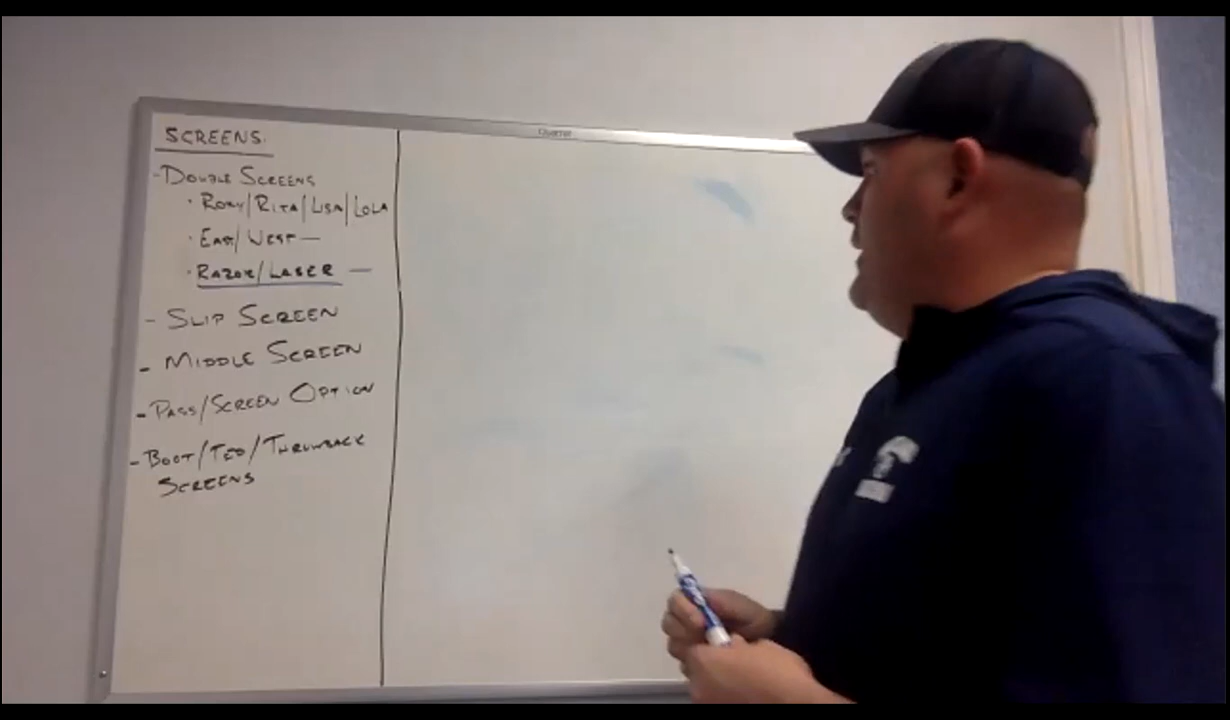 SCREENS
- DOUBLE SCREENS
· ROXY/RITA/LISA/LOLA
· EAST/WEST —
· RAZOR/LASER —
- SLIP SCREEN
- MIDDLE SCREEN
- PASS/SCREEN OPTION
- BOOT/TED/THROWBACK
SCREENS